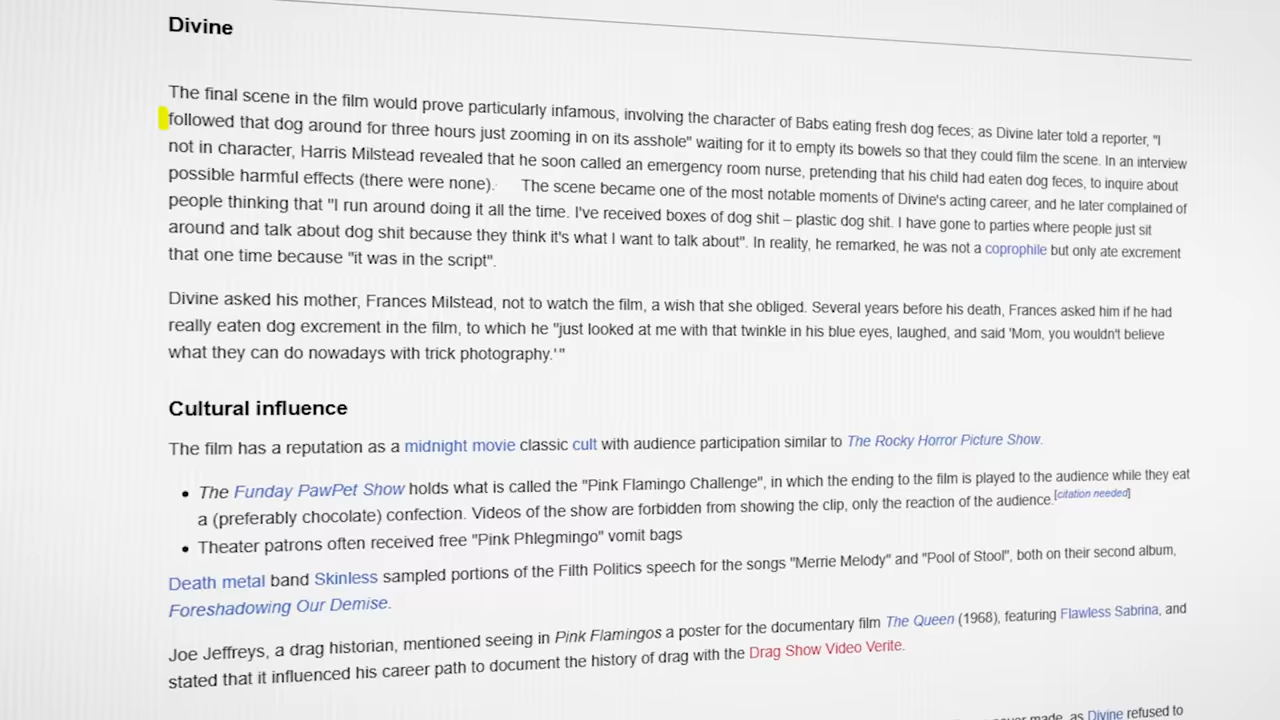 Divine
The final scene in the film would prove particularly infamous, involving the character of Babs eating fresh dog feces; as Divine later told a reporter, "I
followed that dog around for three hours just zooming in on its asshole" waiting for it to empty its bowels so that they could film the scene. In an interview
not in character, Harris Milstead revealed that he soon called an emergency room nurse, pretending that his child had eaten dog feces, to inquire about
possible harmful effects (there were none). The scene became one of the most notable moments of Divine's acting career, and he later complained of
people thinking that "I run around doing it all the time. I've received boxes of dog shit – plastic dog shit. I have gone to parties where people just sit
around and talk about dog shit because they think it's what I want to talk about". In reality, he remarked, he was not a coprophile but only ate excrement
that one time because "it was in the script".
Divine asked his mother, Frances Milstead, not to watch the film, a wish that she obliged. Several years before his death, Frances asked him if he had
really eaten dog excrement in the film, to which he "just looked at me with that twinkle in his blue eyes, laughed, and said 'Mom, you wouldn't believe
what they can do nowadays with trick photography.'"
Cultural influence
The film has a reputation as a midnight movie classic cult with audience participation similar to The Rocky Horror Picture Show.
• The Funday PawPet Show holds what is called the "Pink Flamingo Challenge", in which the ending to the film is played to the audience while they eat
a (preferably chocolate) confection. Videos of the show are forbidden from showing the clip, only the reaction of the audience.[citation needed]
• Theater patrons often received free "Pink Phlegmingo" vomit bags
Death metal band Skinless sampled portions of the Filth Politics speech for the songs "Merrie Melody" and "Pool of Stool", both on their second album,
Foreshadowing Our Demise.
Joe Jeffreys, a drag historian, mentioned seeing in Pink Flamingos a poster for the documentary film The Queen (1968), featuring Flawless Sabrina, and
stated that it influenced his career path to document the history of drag with the Drag Show Video Verite.
made, as Divine refused to